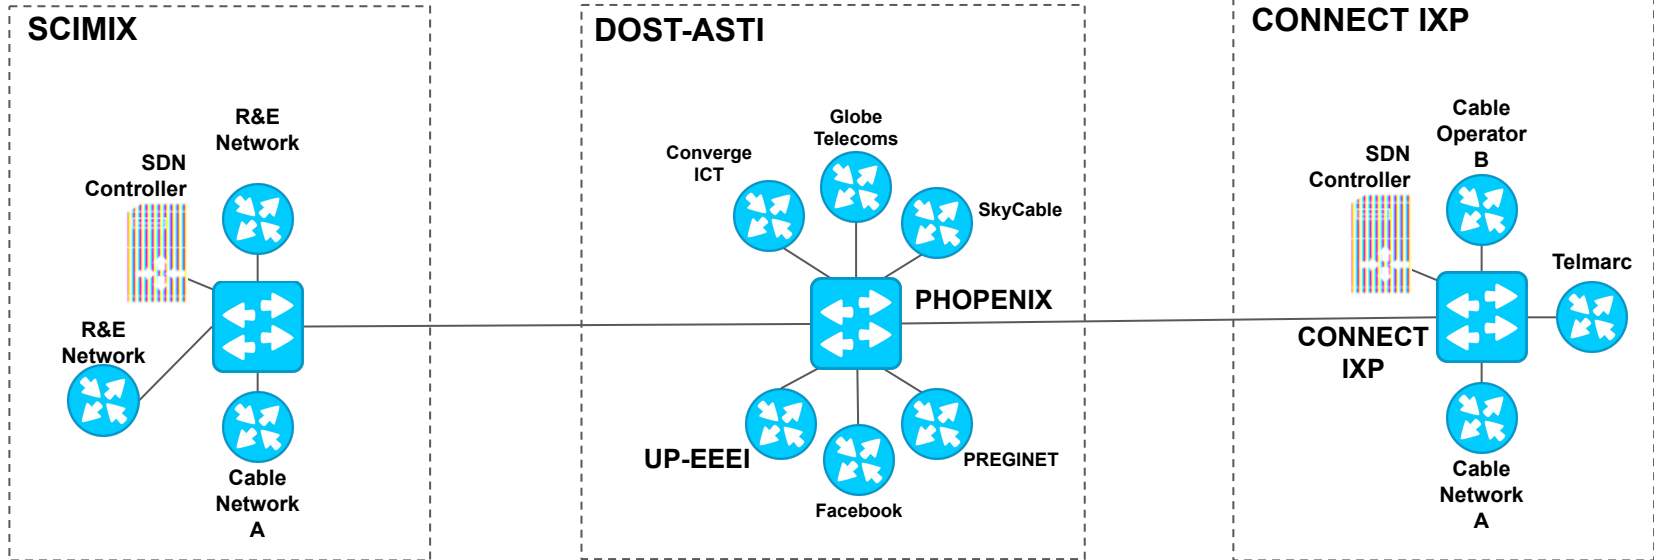 SCIMIX
R&E
Network
SDN
Controller
R&E
Network
Cable
Network
A
DOST-ASTI
Globe
Telecoms
Converge
ICT
SkyCable
PHOPENIX
UP-EEEI
PREGINET
Facebook
CONNECT IXP
Cable
Operator
B
SDN
Controller
Telmarc
CONNECT
IXP
Cable
Network
A